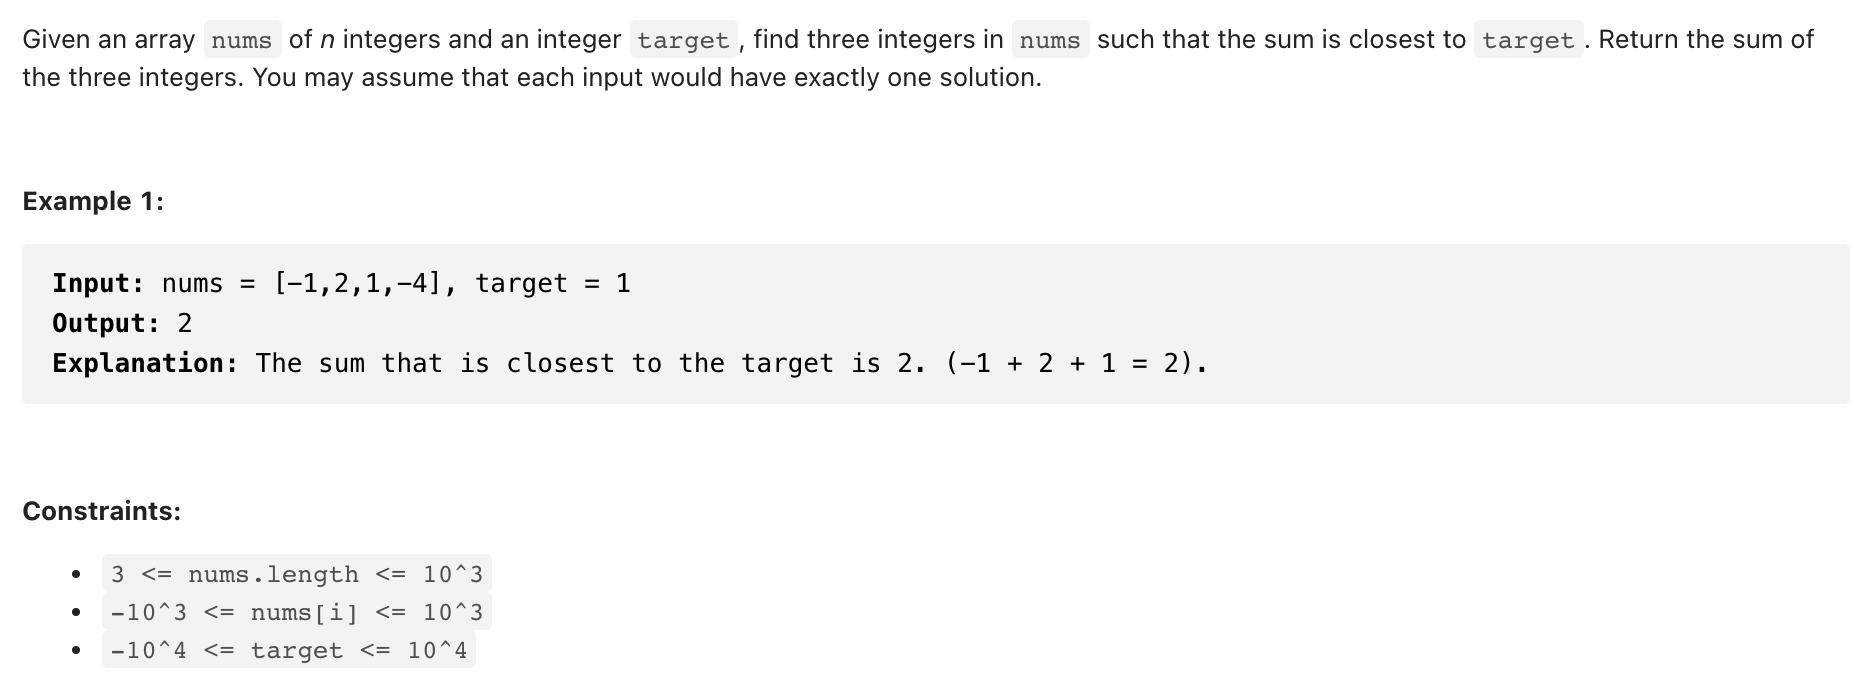 Given an array nums of n integers and an integer target, find three integers in nums such that the sum is closest to target. Return the sum of
the three integers. You may assume that each input would have exactly one solution.
Example 1:
Input: nums = [-1,2,1,-4], target = 1
Output: 2
Explanation: The sum that is closest to the target is 2. (-1 + 2 + 1 = 2).
Constraints:
• 3 <= nums.length <= 10^3
• -10^3 <= nums[i] <= 10^3
• -10^4 <= target <= 10^4